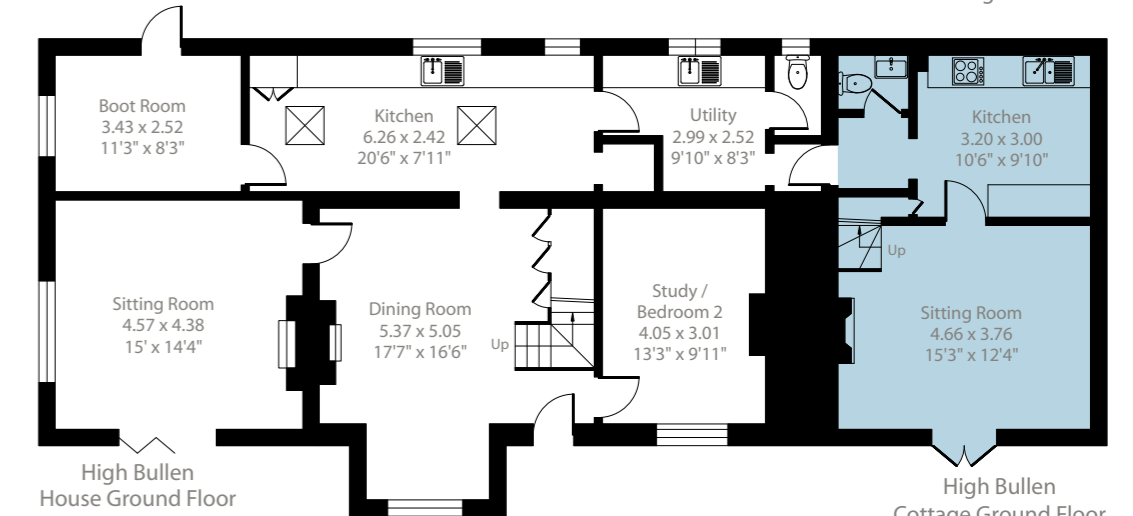 Boot Room
3.43 x 2.52
11'3" x 8'3"
Kitchen
6.26 x 2.42
20'6" x 7'11"
Utility
2.99 x 2.52
9'10" x 8'3"
Kitchen
3.20 x 3.00
10'6" x 9'10"
Sitting Room
4.57 x 4.38
15' x 14'4"
Dining Room
5.37 x 5.05
17'7" x 16'6"
Up
Study /
Bedroom 2
4.05 x 3.01
13'3" x 9'11"
Up
Sitting Room
4.66 x 3.76
15'3" x 12'4"
High Bullen
House Ground Floor
High Bullen
Cottage Ground Floor